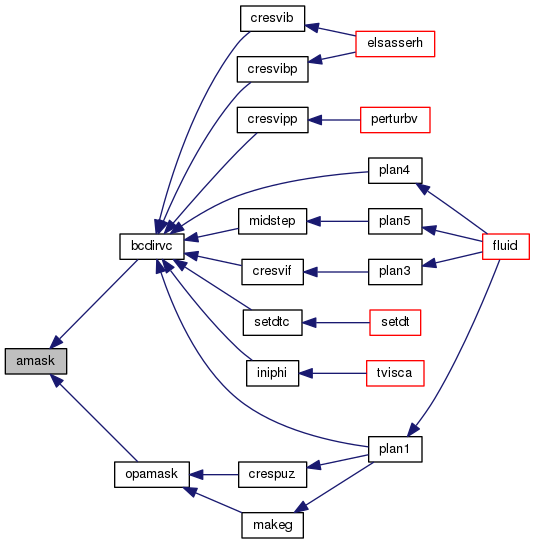 cresvib
elsasserh
cresvibp
cresvipp
perturbv
plan4
midstep
plan5
bcdirvc
fluid
cresvif
plan3
setdtc
setdt
amask
iniphi
tvisca
plan1
opamask
crespuz
makeg